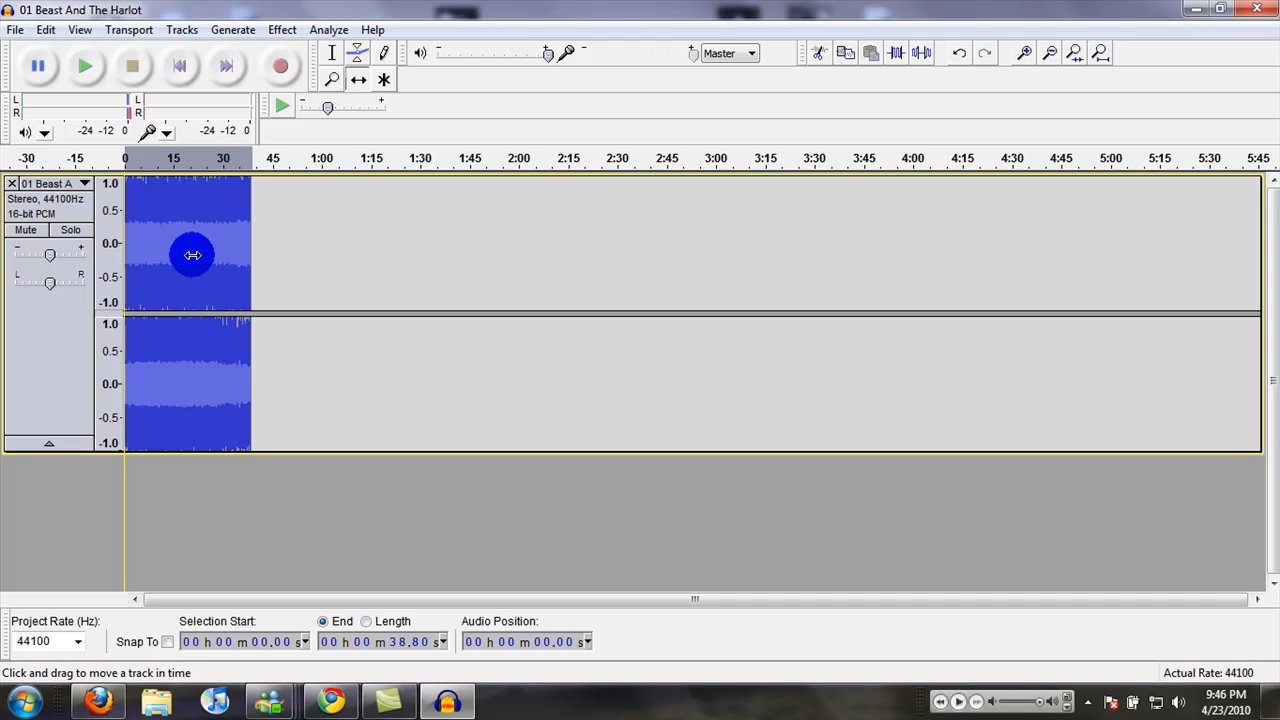 01 Beast And The Harlot
File Edit View Transport Tracks Generate Effect Analyze Help
Master
L L
R R
-24 -12 0 -24 -12 0
-30 -15 0 15 30 45 1:00 1:15 1:30 1:45 2:00 2:15 2:30 2:45 3:00 3:15 3:30 3:45 4:00 4:15 4:30 4:45 5:00 5:15 5:30 5:45
01 Beast A
Stereo, 44100Hz
16-bit PCM
Mute Solo
- +
L R
1.0
0.5
0.0
-0.5
-1.0
1.0
0.5
0.0
-0.5
-1.0
Project Rate (Hz): Selection Start: End Length Audio Position:
44100 Snap To 00 h 00 m 00.00 s 00 h 00 m 38.80 s 00 h 00 m 00.00 s
Click and drag to move a track in time Actual Rate: 44100
9:46 PM
4/23/2010